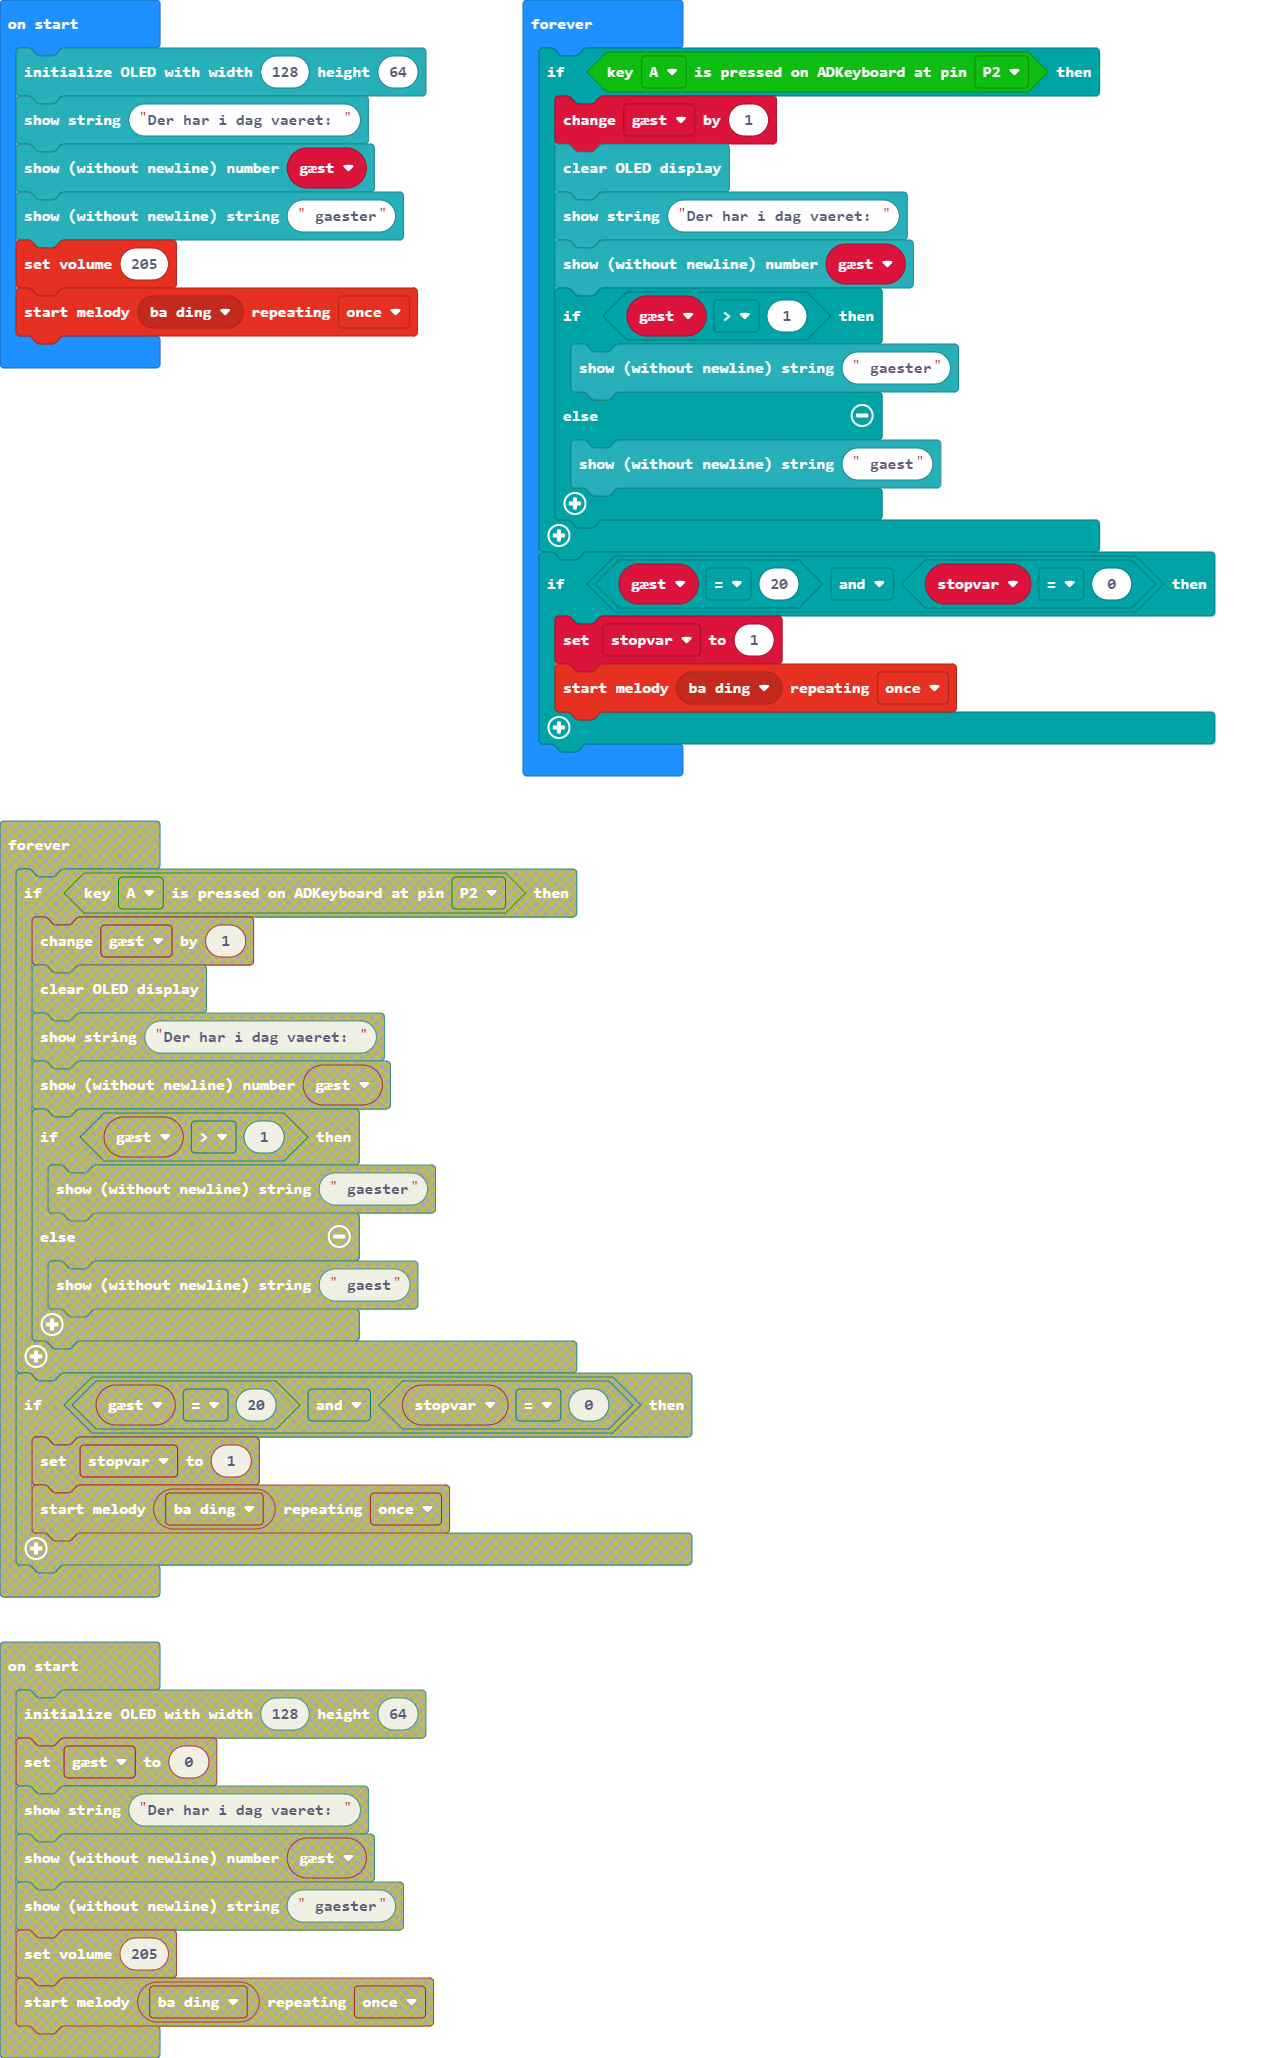 on start
initialize OLED with width 128 height 64
show string "Der har i dag vaeret: "
show (without newline) number gæst
show (without newline) string " gaester"
set volume 205
start melody ba ding repeating once
forever
if key A is pressed on ADKeyboard at pin P2 then
change gæst by 1
clear OLED display
show string "Der har i dag vaeret: "
show (without newline) number gæst
if gæst > 1 then
show (without newline) string " gaester"
else
show (without newline) string " gaest"
if gæst = 20 and stopvar = 0 then
set stopvar to 1
start melody ba ding repeating once
forever
if key A is pressed on ADKeyboard at pin P2 then
change gæst by 1
clear OLED display
show string "Der har i dag vaeret: "
show (without newline) number gæst
if gæst > 1 then
show (without newline) string " gaester"
else
show (without newline) string " gaest"
if gæst = 20 and stopvar = 0 then
set stopvar to 1
start melody ba ding repeating once
on start
initialize OLED with width 128 height 64
set gæst to 0
show string "Der har i dag vaeret: "
show (without newline) number gæst
show (without newline) string " gaester"
set volume 205
start melody ba ding repeating once